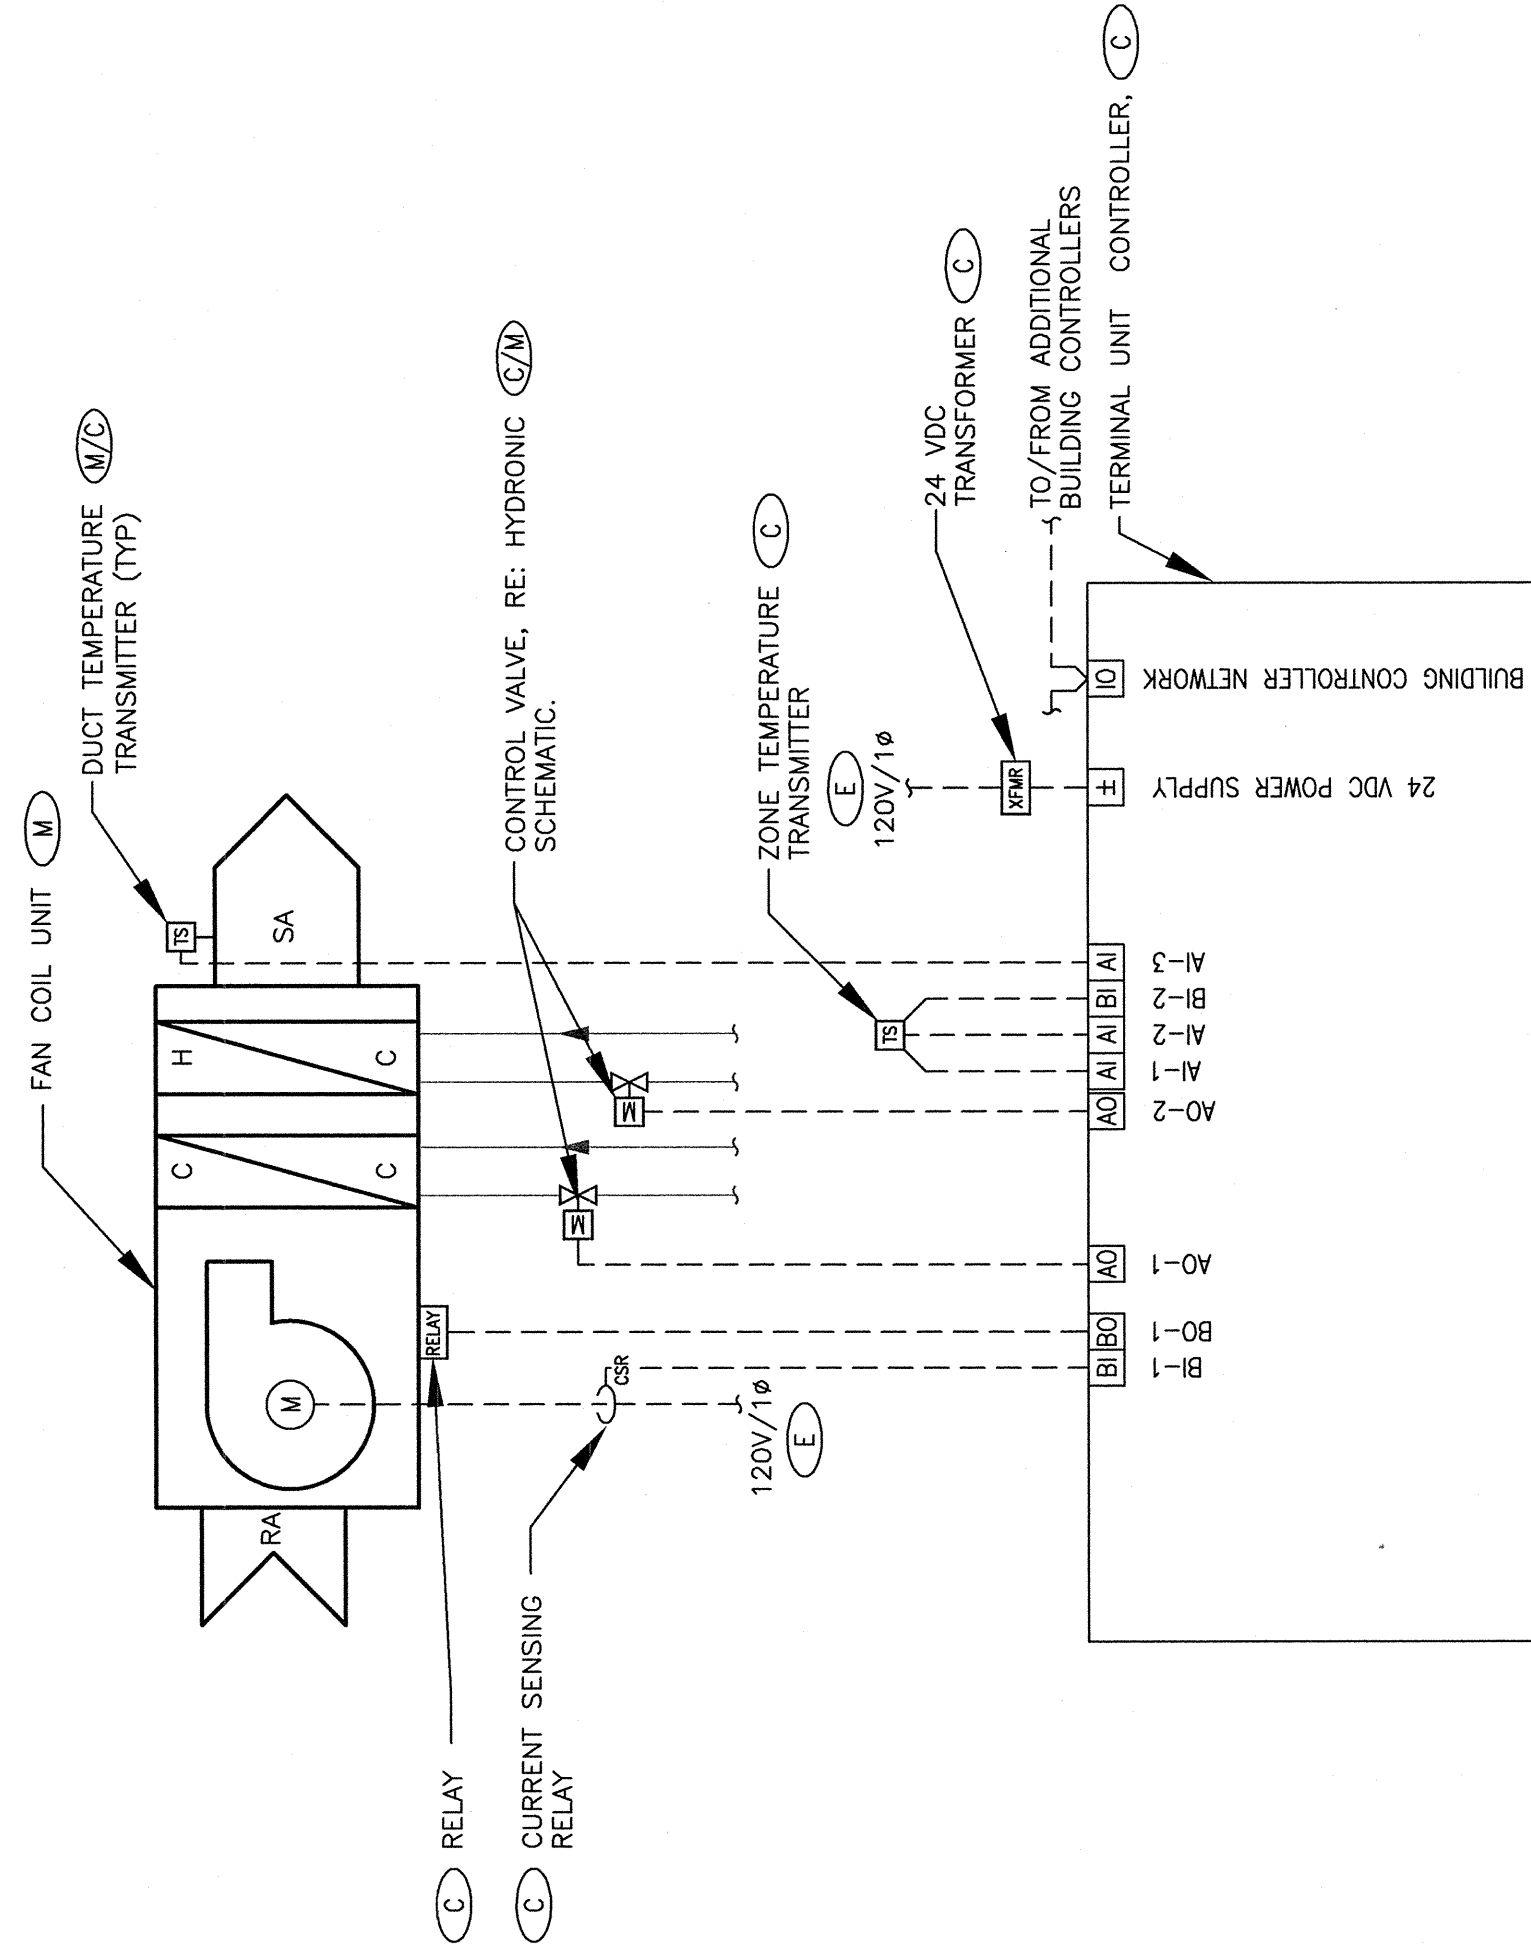 FAN COIL UNIT M
DUCT TEMPERATURE M/C
TRANSMITTER (TYP)
TS
RA
M
C
C
H
C
SA
RELAY
C RELAY
C CURRENT SENSING
RELAY
CSR
120V/1ø
E
CONTROL VALVE, RE: HYDRONIC C/M
SCHEMATIC.
M
M
ZONE TEMPERATURE C
TRANSMITTER
TS
E
120V/1ø
24 VDC
TRANSFORMER C
XFMR
TO/FROM ADDITIONAL
BUILDING CONTROLLERS
TERMINAL UNIT CONTROLLER, C
BI BO AO AO AI AI BI AI ± IO
BI-1
BO-1
AO-1
AO-2
AI-1
AI-2
BI-2
AI-3
24 VDC POWER SUPPLY
BUILDING CONTROLLER NETWORK